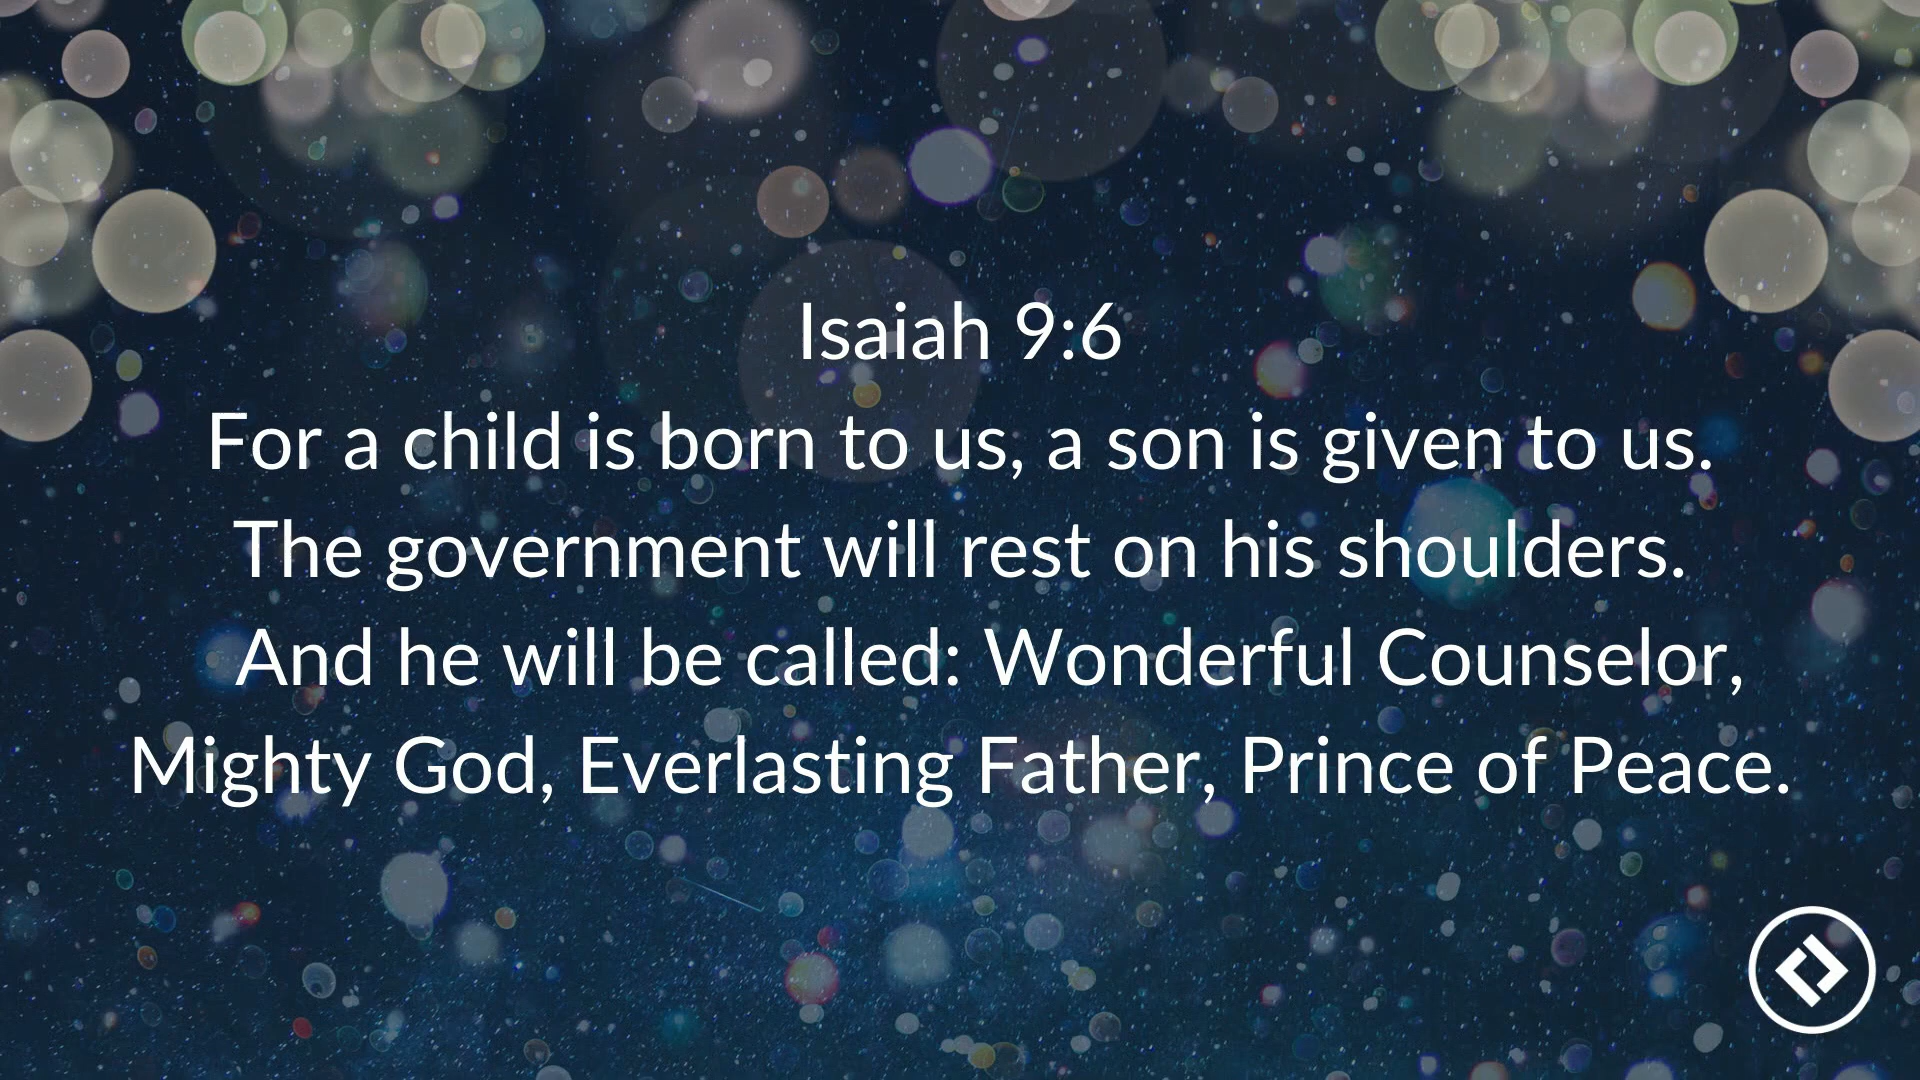 Isaiah 9:6
For a child is born to us, a son is given to us.
The government will rest on his shoulders.
And he will be called: Wonderful Counselor,
Mighty God, Everlasting Father, Prince of Peace.